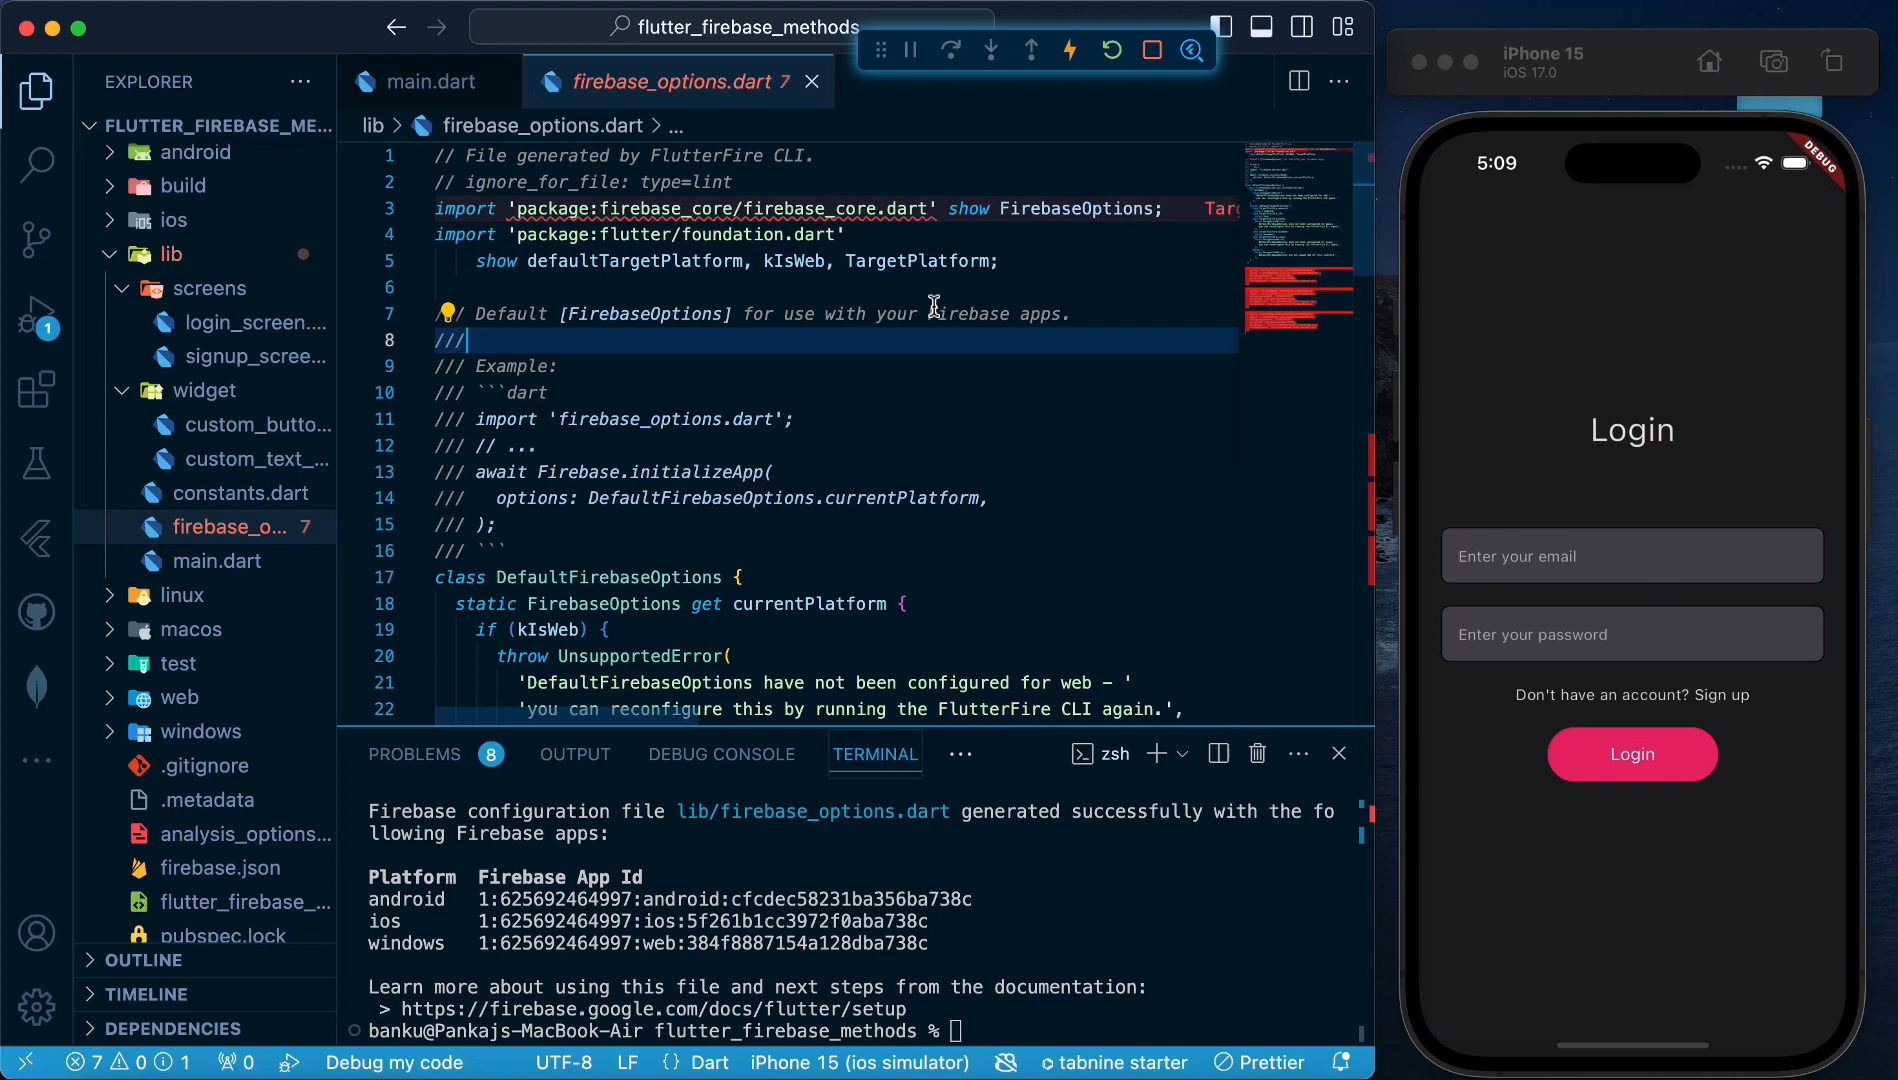 flutter_firebase_methods
EXPLORER
FLUTTER_FIREBASE_ME...
android
build
ios
lib
screens
login_screen....
signup_scree...
widget
custom_butto...
custom_text_...
constants.dart
firebase_o... 7
main.dart
linux
macos
test
web
windows
.gitignore
.metadata
analysis_options...
firebase.json
flutter_firebase_...
pubspec.lock
OUTLINE
TIMELINE
DEPENDENCIES
1
main.dart
firebase_options.dart 7
lib > firebase_options.dart > ...
1 // File generated by FlutterFire CLI.
2 // ignore_for_file: type=lint
3 import 'package:firebase_core/firebase_core.dart' show FirebaseOptions; Targ
4 import 'package:flutter/foundation.dart'
5 show defaultTargetPlatform, kIsWeb, TargetPlatform;
6
7 /// Default [FirebaseOptions] for use with your Firebase apps.
8 ///
9 /// Example:
10 /// ```dart
11 /// import 'firebase_options.dart';
12 /// // ...
13 /// await Firebase.initializeApp(
14 ///   options: DefaultFirebaseOptions.currentPlatform,
15 /// );
16 /// ```
17 class DefaultFirebaseOptions {
18 static FirebaseOptions get currentPlatform {
19 if (kIsWeb) {
20 throw UnsupportedError(
21 'DefaultFirebaseOptions have not been configured for web - '
22 'you can reconfigure this by running the FlutterFire CLI again.',
PROBLEMS 8 OUTPUT DEBUG CONSOLE TERMINAL ... zsh
Firebase configuration file lib/firebase_options.dart generated successfully with the fo
llowing Firebase apps:
Platform Firebase App Id
android 1:625692464997:android:cfcdec58231ba356ba738c
ios 1:625692464997:ios:5f261b1cc3972f0aba738c
windows 1:625692464997:web:384f8887154a128dba738c
Learn more about using this file and next steps from the documentation:
> https://firebase.google.com/docs/flutter/setup
banku@Pankajs-MacBook-Air flutter_firebase_methods %
7 0 1 0 Debug my code UTF-8 LF {} Dart iPhone 15 (ios simulator) tabnine starter Prettier
iPhone 15
iOS 17.0
5:09
DEBUG
Login
Enter your email
Enter your password
Don't have an account? Sign up
Login